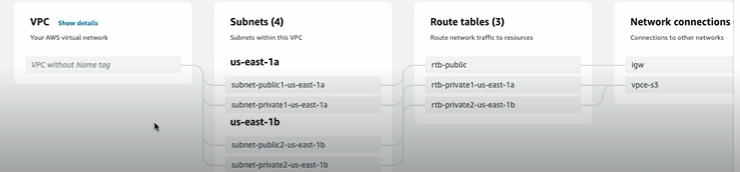 VPC Show details
Your AWS virtual network
VPC without Name tag
Subnets (4)
Subnets within this VPC
us-east-1a
subnet-public1-us-east-1a
subnet-private1-us-east-1a
us-east-1b
subnet-public2-us-east-1b
subnet-private2-us-east-1b
Route tables (3)
Route network traffic to resources
rtb-public
rtb-private1-us-east-1a
rtb-private2-us-east-1b
Network connections
Connections to other networks
igw
vpce-s3